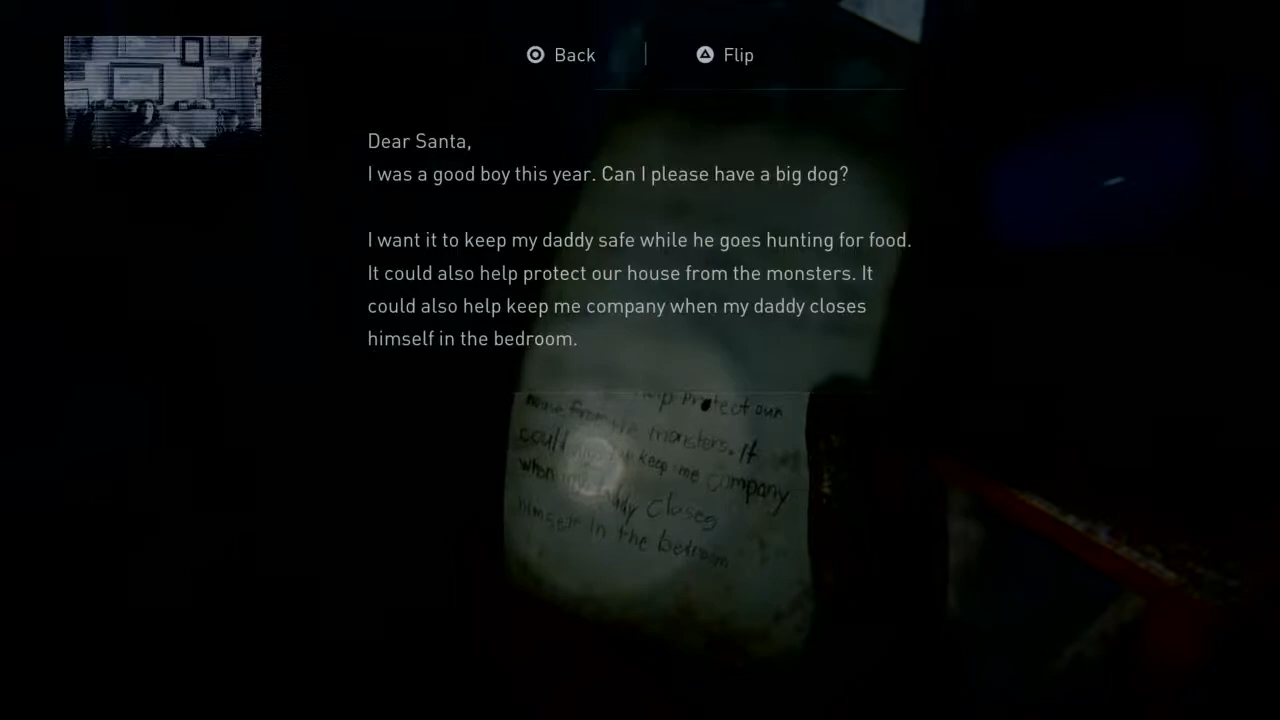 Back
Flip
Dear Santa,
I was a good boy this year. Can I please have a big dog?
I want it to keep my daddy safe while he goes hunting for food.
It could also help protect our house from the monsters. It
could also help keep me company when my daddy closes
himself in the bedroom.
help protect our
house from the monsters. It
could keep me company
when my daddy closes
himself in the bedroom